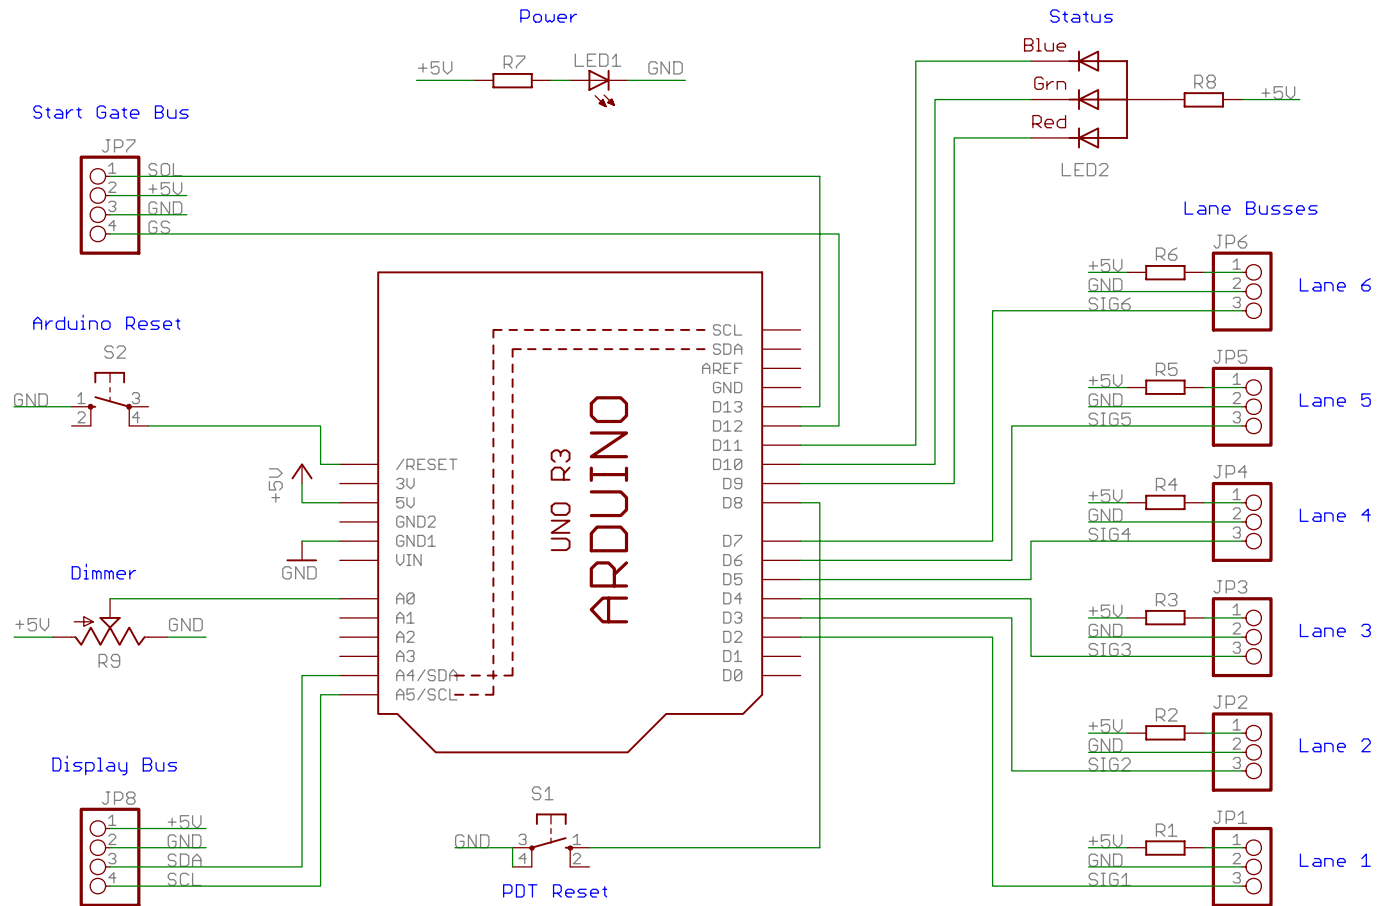 Power
+5V
R7
LED1
GND
Status
Blue
Grn
Red
R8
+5V
LED2
Start Gate Bus
JP7
1 SOL
2 +5V
3 GND
4 GS
Lane Busses
JP6
+5V R6 1
GND 2
SIG6 3
Lane 6
JP5
+5V R5 1
GND 2
SIG5 3
Lane 5
JP4
+5V R4 1
GND 2
SIG4 3
Lane 4
JP3
+5V R3 1
GND 2
SIG3 3
Lane 3
JP2
+5V R2 1
GND 2
SIG2 3
Lane 2
JP1
+5V R1 1
GND 2
SIG1 3
Lane 1
Arduino Reset
S2
GND 1 3
2 4
+5V
GND
/RESET
3V
5V
GND2
GND1
VIN
A0
A1
A2
A3
A4/SDA
A5/SCL
UNO R3
ARDUINO
SCL
SDA
AREF
GND
D13
D12
D11
D10
D9
D8
D7
D6
D5
D4
D3
D2
D1
D0
Dimmer
+5V
GND
R9
Display Bus
JP8
1 +5V
2 GND
3 SDA
4 SCL
S1
GND 3 1
4 2
PDT Reset